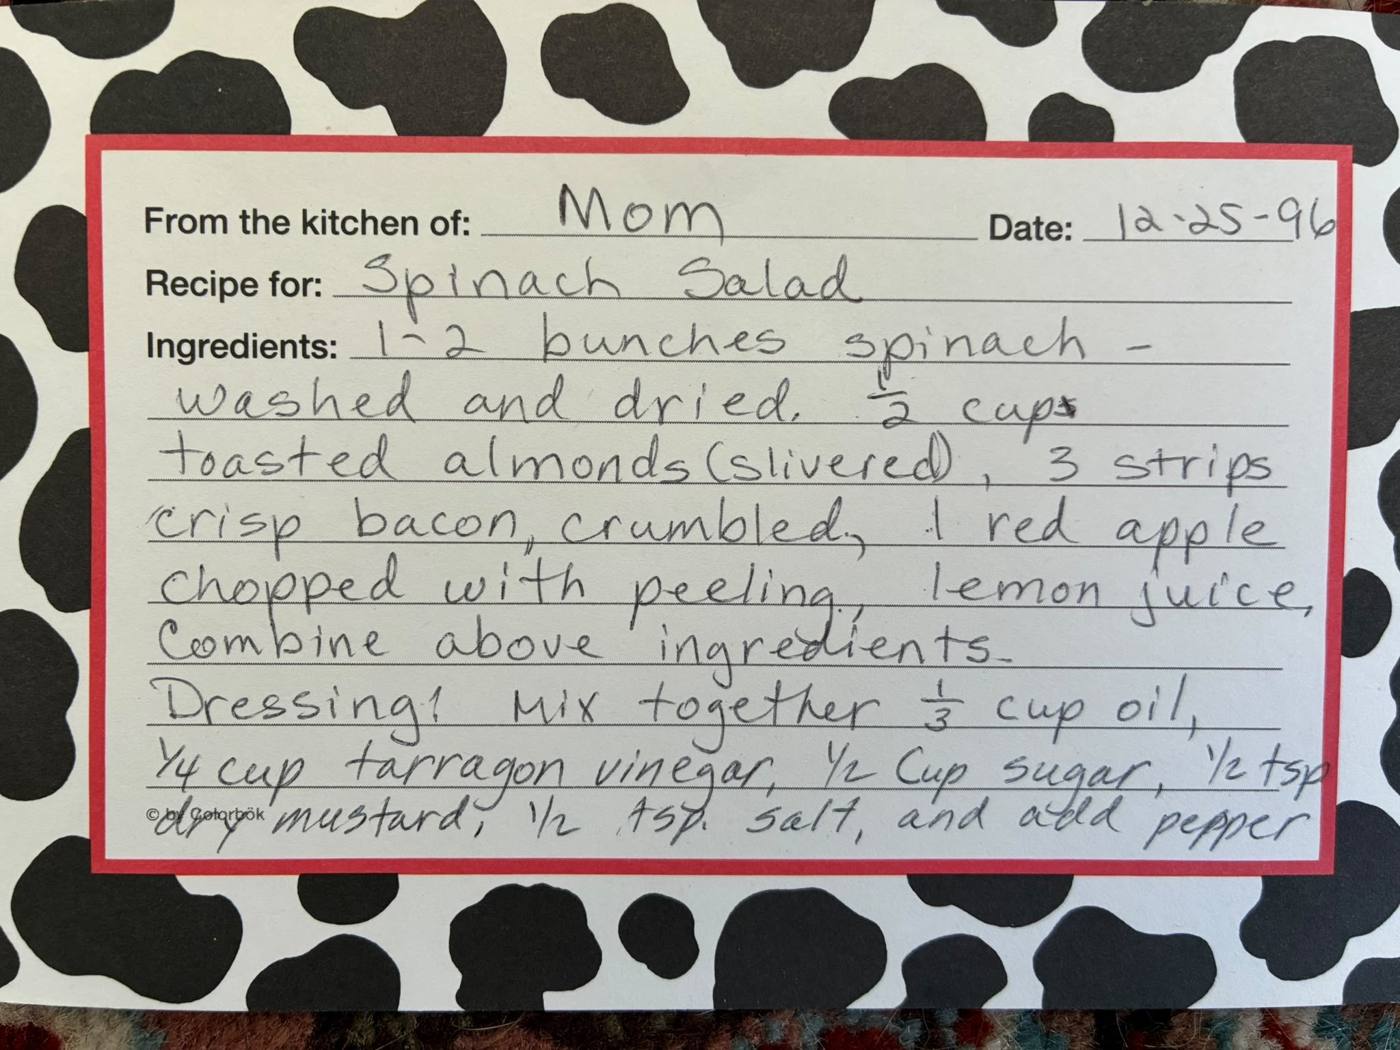 From the kitchen of: Mom Date: 12-25-96
Recipe for: Spinach Salad
Ingredients: 1-2 bunches spinach -
washed and dried. 1/2 cup
toasted almonds (slivered), 3 strips
crisp bacon, crumbled, 1 red apple
chopped with peeling, lemon juice,
Combine above ingredients.
Dressing! Mix together 1/3 cup oil,
1/4 cup tarragon vinegar, 1/2 Cup sugar, 1/2 tsp
dry mustard, 1/2 tsp. salt, and add pepper
© by Colorbök